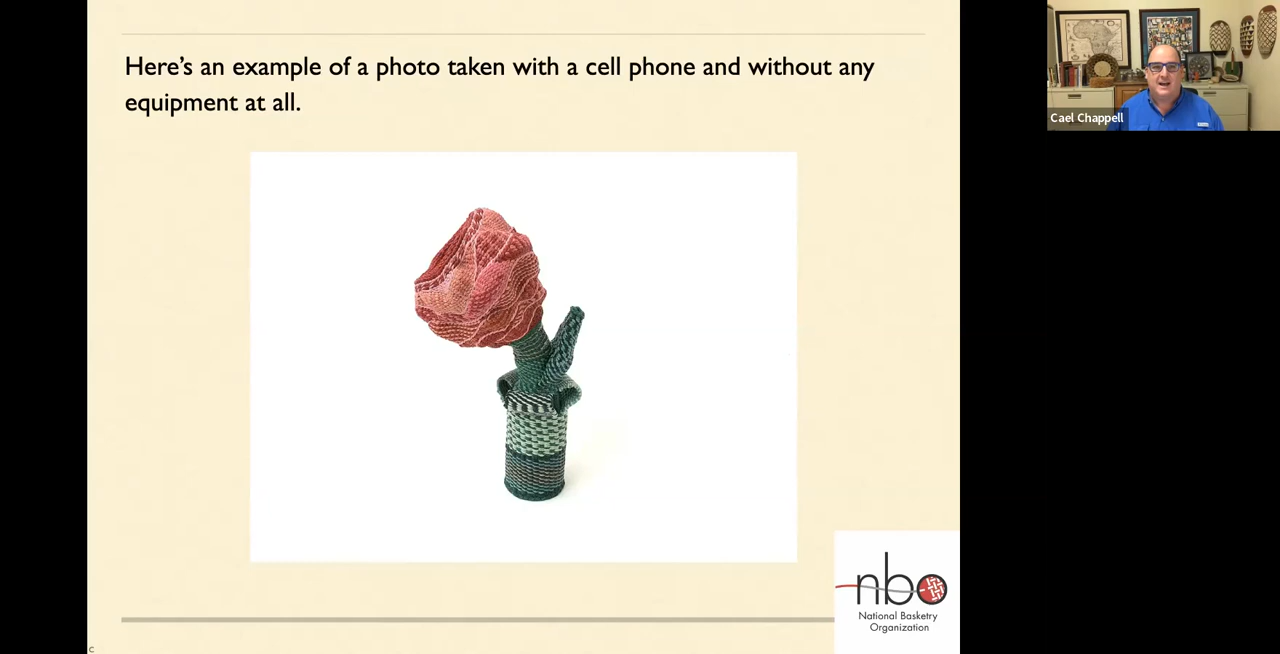 Here's an example of a photo taken with a cell phone and without any
equipment at all.
Cael Chappell
nbo
National Basketry
Organization
c